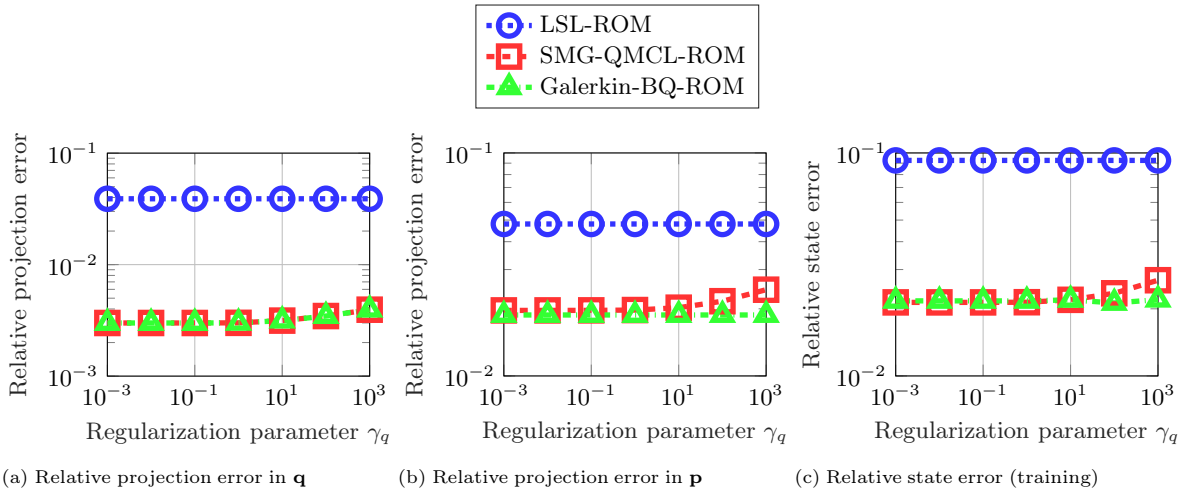 LSL-ROM
SMG-QMCL-ROM
Galerkin-BQ-ROM
Relative projection error
10^-1
10^-2
10^-3
10^-3 10^-1 10^1 10^3
Regularization parameter γ_q
(a) Relative projection error in q
Relative projection error
10^-1
10^-2
10^-3 10^-1 10^1 10^3
Regularization parameter γ_q
(b) Relative projection error in p
Relative state error
10^-1
10^-2
10^-3 10^-1 10^1 10^3
Regularization parameter γ_q
(c) Relative state error (training)